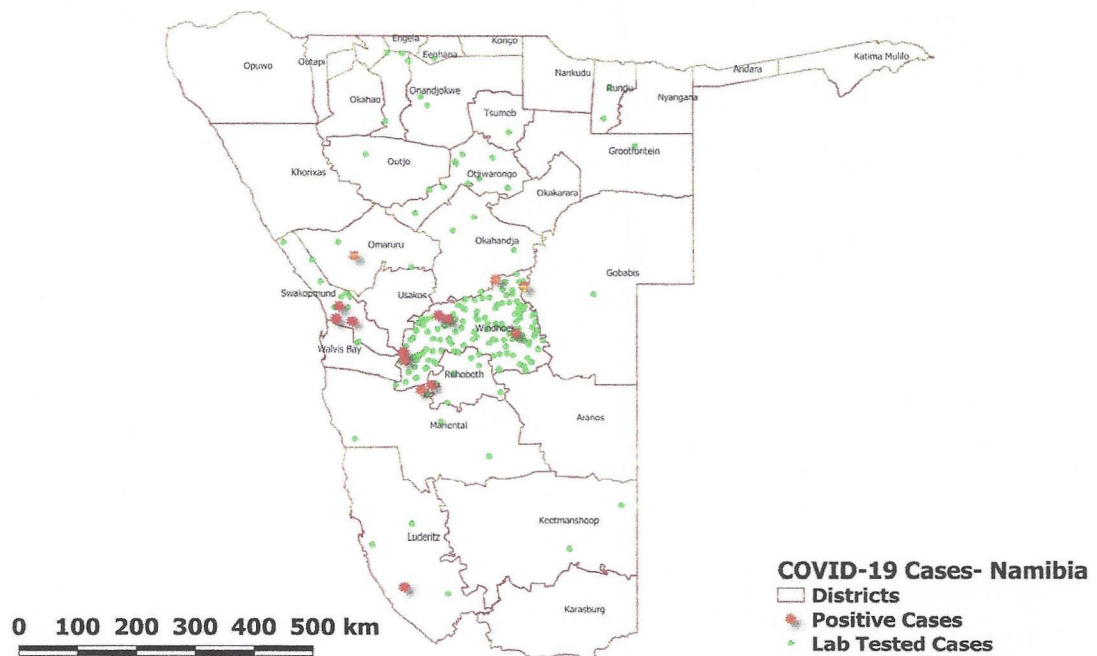 Engela
Kongo
Eenhana
Opuwo
Outapi
Katima Mulilo
Andara
Nankudu
Okahao
Onandjokwe
Rundu
Nyangana
Tsumeb
Grootfontein
Khorixas
Outjo
Otjiwarongo
Okakarara
Omaruru
Okahandja
Gobabis
Swakopmund
Usakos
Windhoek
Walvis Bay
Rehoboth
Mariental
Aranos
Keetmanshoop
Luderitz
Karasburg
COVID-19 Cases- Namibia
Districts
Positive Cases
Lab Tested Cases
0 100 200 300 400 500 km